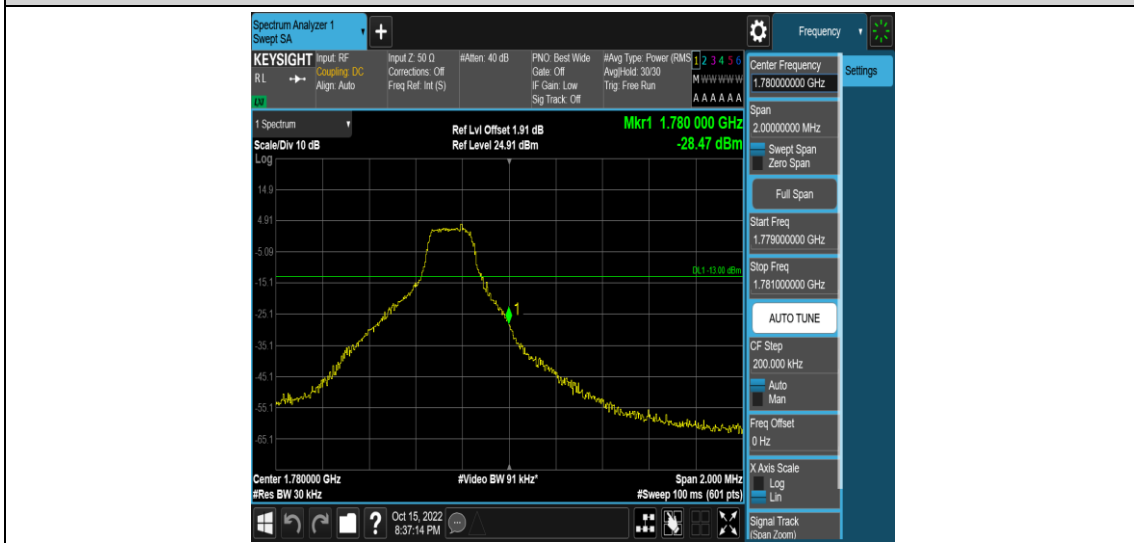 Spectrum Analyzer 1
Swept SA
+
Frequency
KEYSIGHT
RL
Input: RF
Coupling: DC
Align: Auto
Input Z: 50 Ω
Corrections: Off
Freq Ref: Int (S)
#Atten: 40 dB
PNO: Best Wide
Gate: Off
IF Gain: Low
Sig Track: Off
#Avg Type: Power (RMS
Avg|Hold: 30/30
Trig: Free Run
1 2 3 4 5 6
M W W W W W
A A A A A A
1 Spectrum
Scale/Div 10 dB
Ref Lvl Offset 1.91 dB
Ref Level 24.91 dBm
Mkr1 1.780 000 GHz
-28.47 dBm
Log
14.9
4.91
-5.09
-15.1
-25.1
-35.1
-45.1
-55.1
-65.1
DL1 -13.00 dBm
1
Center 1.780000 GHz
#Res BW 30 kHz
#Video BW 91 kHz*
Span 2.000 MHz
#Sweep 100 ms (601 pts)
?
Oct 15, 2022
8:37:14 PM
Settings
Center Frequency
1.780000000 GHz
Span
2.00000000 MHz
Swept Span
Zero Span
Full Span
Start Freq
1.779000000 GHz
Stop Freq
1.781000000 GHz
AUTO TUNE
CF Step
200.000 kHz
Auto
Man
Freq Offset
0 Hz
X Axis Scale
Log
Lin
Signal Track
(Span Zoom)